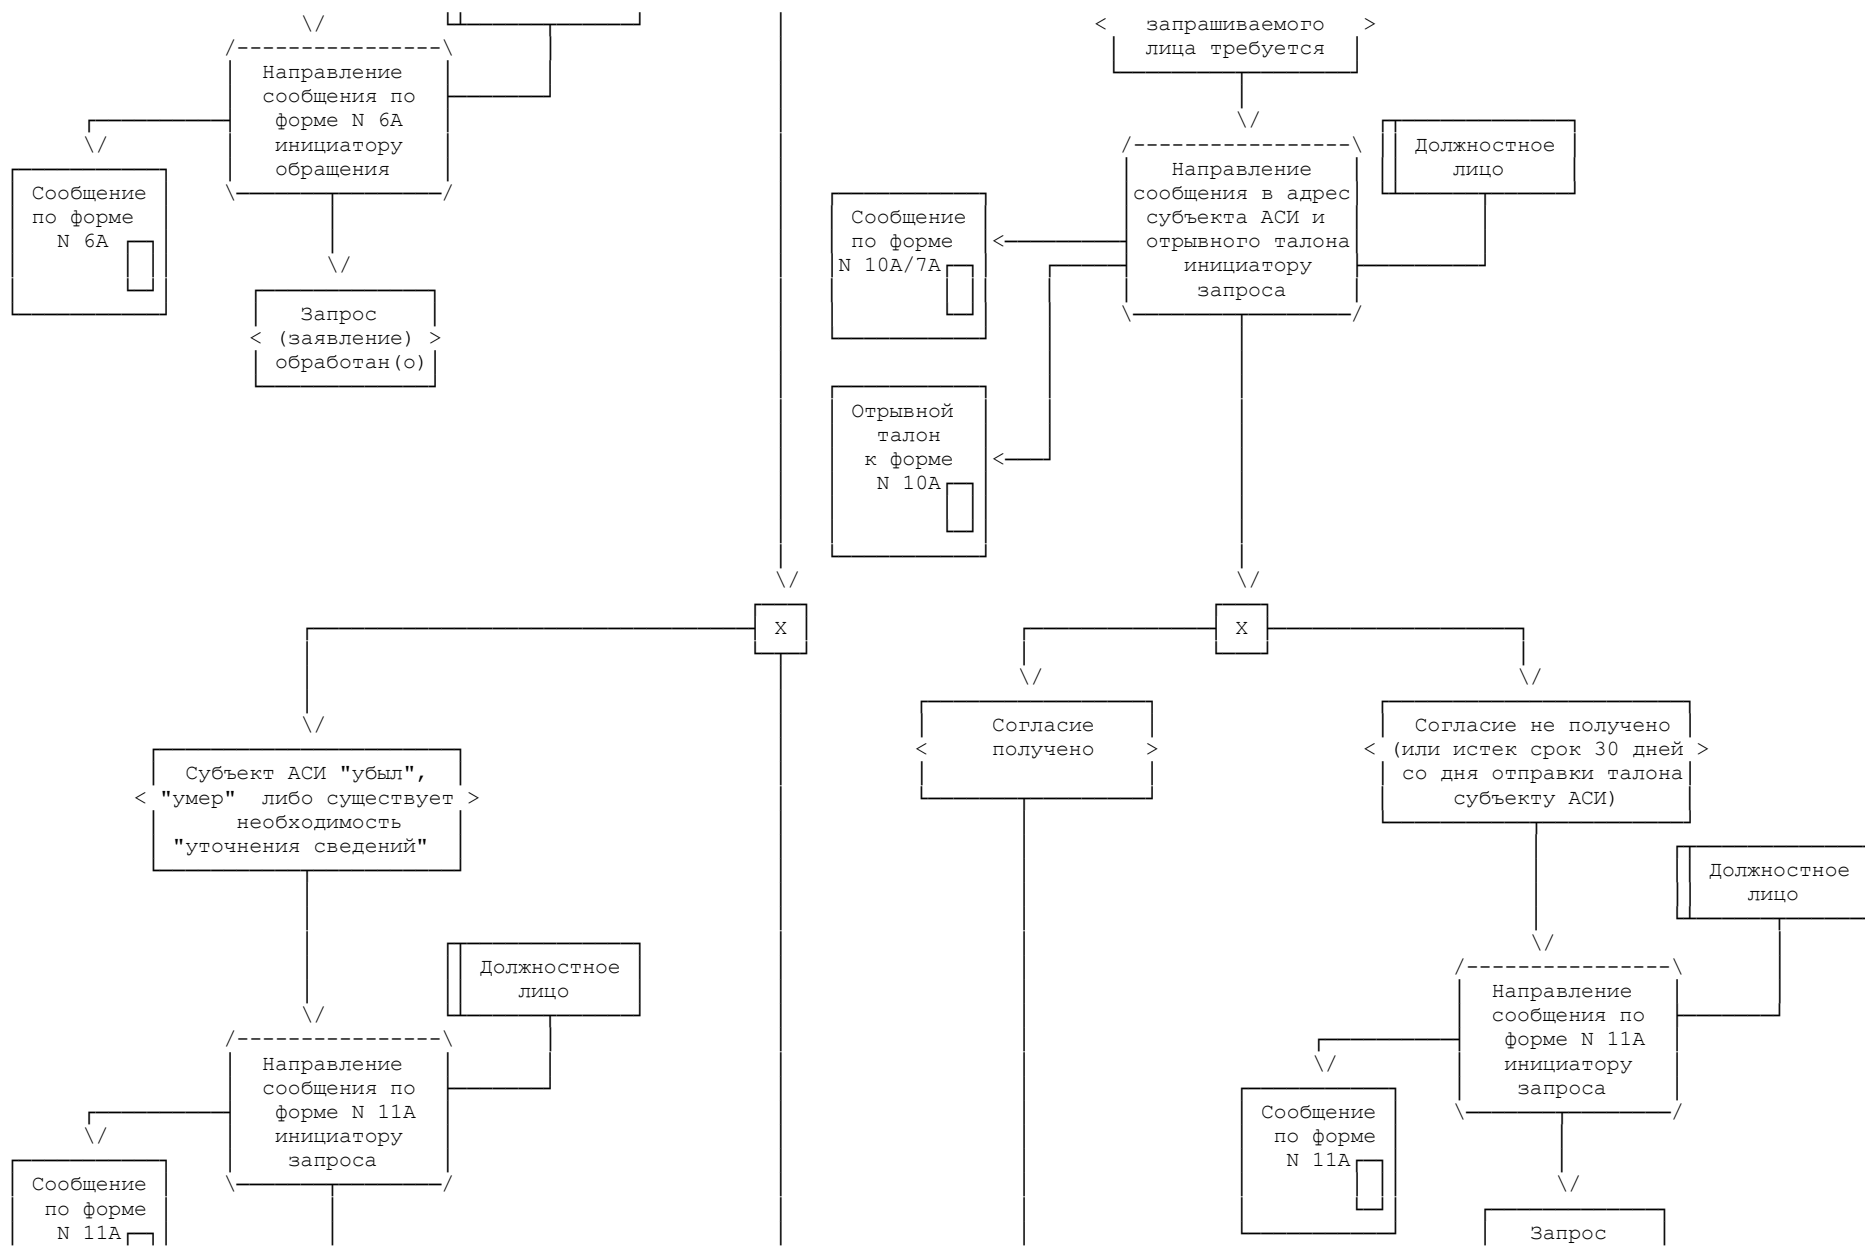 Направление
сообщения по
форме N 6А
инициатору
обращения
Сообщение
по форме
N 6А
Запрос
(заявление)
обработан(о)
запрашиваемого
лица требуется
Должностное
лицо
Направление
сообщения в адрес
субъекта АСИ и
отрывного талона
инициатору
запроса
Сообщение
по форме
N 10А/7А
Отрывной
талон
к форме
N 10А
X
X
Согласие
получено
Согласие не получено
(или истек срок 30 дней
со дня отправки талона
субъекту АСИ)
Субъект АСИ "убыл",
"умер" либо существует
необходимость
"уточнения сведений"
Должностное
лицо
Направление
сообщения по
форме N 11А
инициатору
запроса
Сообщение
по форме
N 11А
Должностное
лицо
Направление
сообщения по
форме N 11А
инициатору
запроса
Сообщение
по форме
N 11А
Запрос